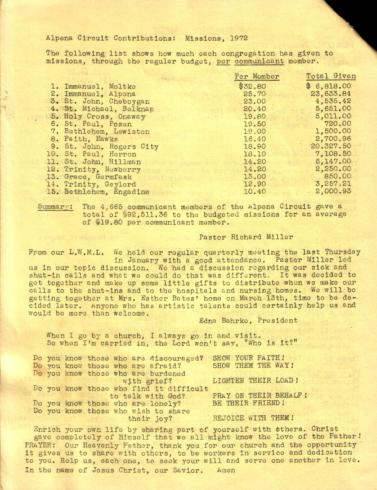 Alpena Circuit Contributions: Missions, 1972
The following list shows how much each congregation has given to
missions, through the regular budget, per communicant member.
Per Member Total Given
1. Immanuel, Moltke $32.80 $ 6,818.00
2. Immanuel, Alpena 25.70 23,633.84
3. St. John, Cheboygan 23.00 4,535.42
4. St. Michael, Belknap 20.40 5,651.00
5. Holy Cross, Onaway 19.80 5,011.00
6. St. Paul, Posen 19.50 720.00
7. Bethlehem, Lewiston 19.00 1,500.00
8. Faith, Hawks 16.40 2,700.96
9. St. John, Rogers City 18.90 20,327.50
10. St. Paul, Herron 18.10 7,108.50
11. St. John, Hillman 14.20 5,147.00
12. Trinity, Newberry 14.20 2,250.00
13. Grace, Germfask 13.00 850.00
14. Trinity, Gaylord 12.90 3,257.21
15. Bethlehem, Engadine 10.40 2,000.93
Summary: The 4,665 communicant members of the Alpena Circuit gave a
total of $92,511.36 to the budgeted missions for an average
of $19.80 per communicant member.
Pastor Richard Miller
From our L.W.M.L. We held our regular quarterly meeting the last Thursday
in January with a good attendance. Pastor Miller led
us in our topic discussion. We had a discussion regarding our sick and
shut-in calls and what we could do that was different. It was decided to
get together and make up some little gifts to distribute when we make our
calls to the shut-ins and to the hospitals and nursing homes. We will be
getting together at Mrs. Esther Bates' home on March 13th, time to be de-
cided later. Anyone who has artistic talents could certainly help us and
would be more than welcome.
Edna Bahrke, President
When I go by a church, I always go in and visit.
So when I'm carried in, the Lord won't say, "Who is it?"
Do you know those who are discouraged? SHOW YOUR FAITH!
Do you know those who are afraid? SHOW THEM THE WAY!
Do you know those who are burdened
with grief? LIGHTEN THEIR LOAD!
Do you know those who find it difficult
to talk with God? PRAY ON THEIR BEHALF!
Do you know those who are lonely? BE THEIR FRIEND!
Do you know those who wish to share
their joy? REJOICE WITH THEM!
Enrich your own life by sharing part of yourself with others. Christ
gave completely of Himself that we all might know the love of the Father!
PRAYER: Our Heavenly Father, thank you for our church and the opportunity
it gives us to share with others, to be workers in service and dedication
to you. Help us, each one, to seek your will and serve one another in love.
In the name of Jesus Christ, our Savior. Amen